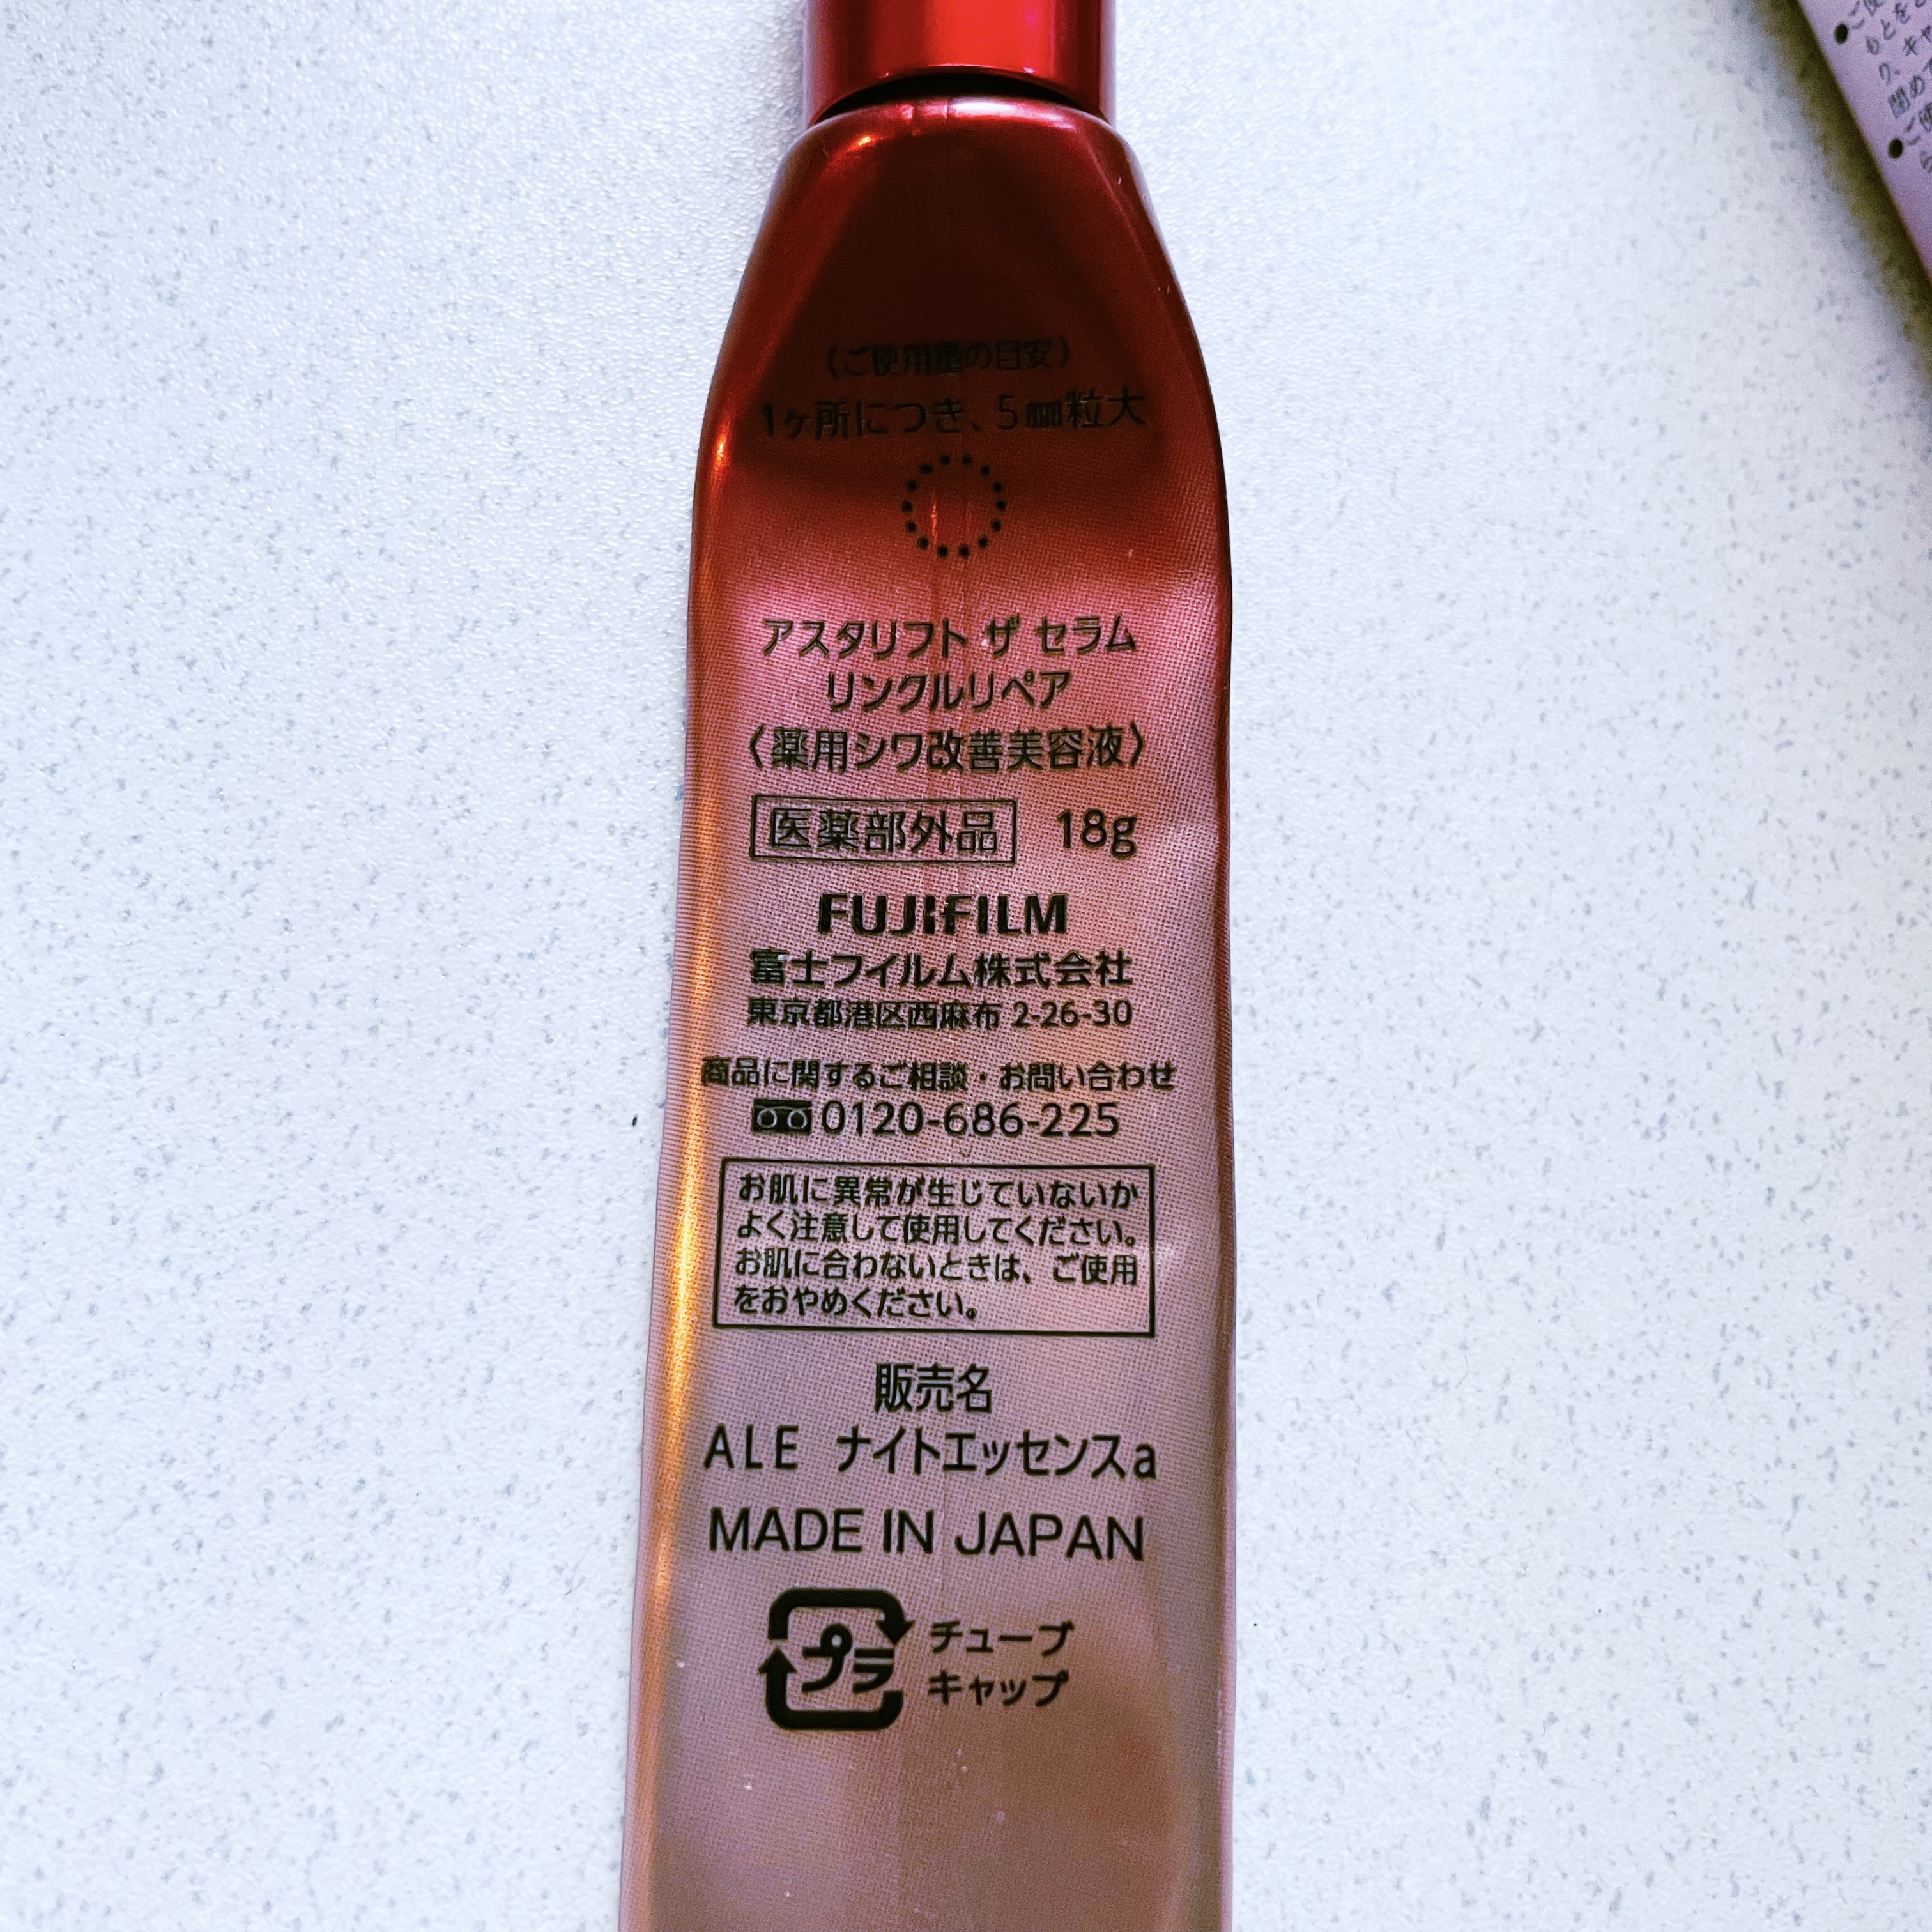 〈ご使用量の目安〉
1ヶ所につき、5㎜粒大
アスタリフト ザ セラム
リンクルリペア
〈薬用シワ改善美容液〉
医薬部外品 18g
FUJIFILM
富士フイルム株式会社
東京都港区西麻布 2-26-30
商品に関するご相談・お問い合わせ
0120-686-225
お肌に異常が生じていないか
よく注意して使用してください。
お肌に合わないときは、ご使用
をおやめください。
販売名
ALE ナイトエッセンスa
MADE IN JAPAN
プラ チューブ
キャップ